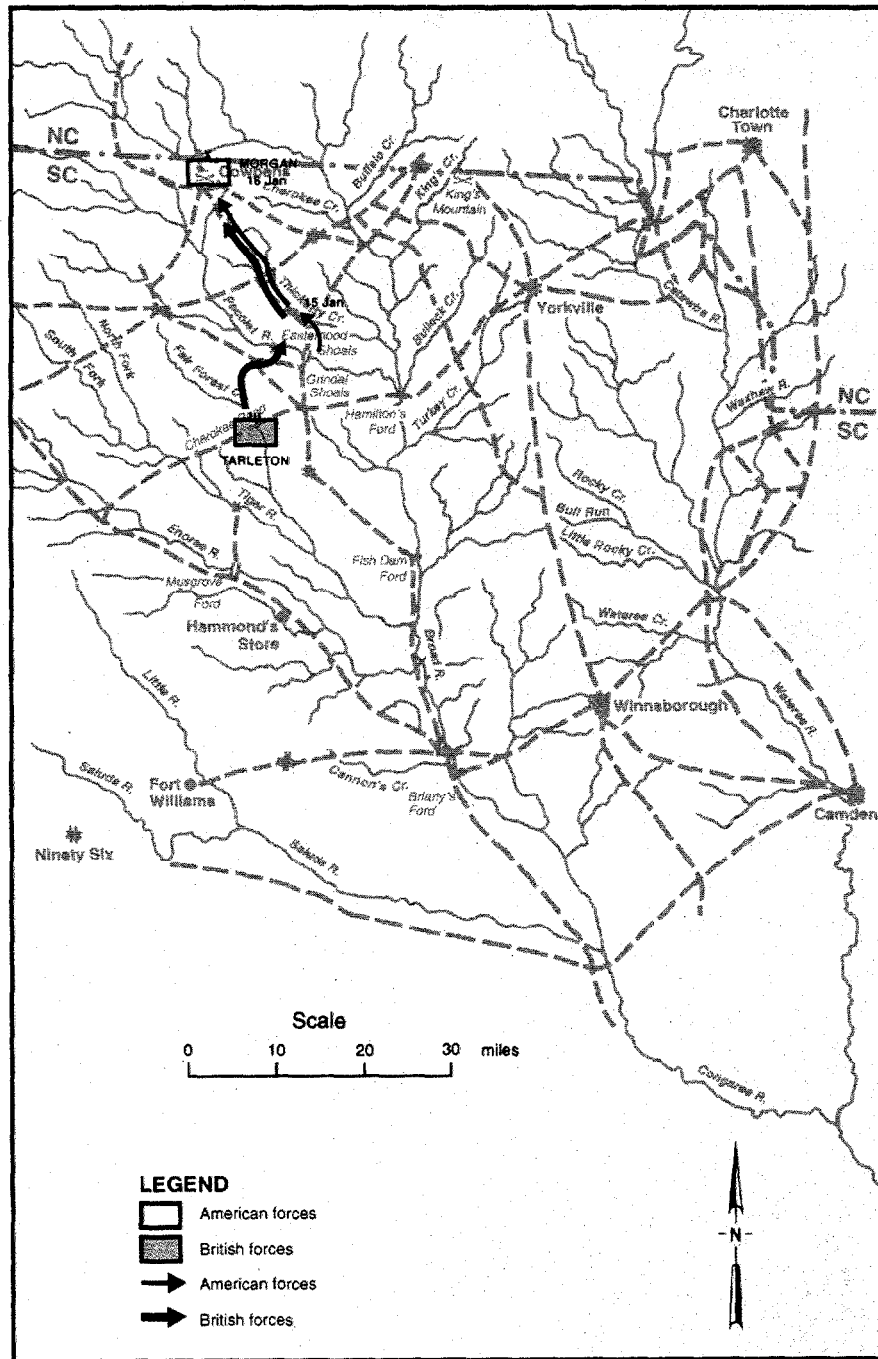 Charlotte
Town
NC
SC
MORGAN
Cowpens
16 Jan
Cherokee Cr.
Buffalo Cr.
King's Cr.
King's
Mountain
15 Jan
Thicketty Cr.
Pacolet R.
Easterwood
Shoals
Bullock Cr.
Yorkville
Catawba R.
South Fork
North Fork
Fair Forest
Grindal
Shoals
Hamilton's
Ford
Turkey Cr.
Waxhaw R.
NC
SC
TARLETON
Tiger R.
Rocky Cr.
Bull Run
Little Rocky Cr.
Enoree R.
Musgrove
Ford
Fish Dam
Ford
Hammond's
Store
Wateree Cr.
Broad R.
Little R.
Winnsborough
Wateree R.
Saluda R.
Fort
Williams
Cannon's Cr.
Briarly's
Ford
Camden
Ninety Six
Saluda R.
Scale
0 10 20 30 miles
Congaree R.
LEGEND
American forces
British forces
American forces
British forces
N